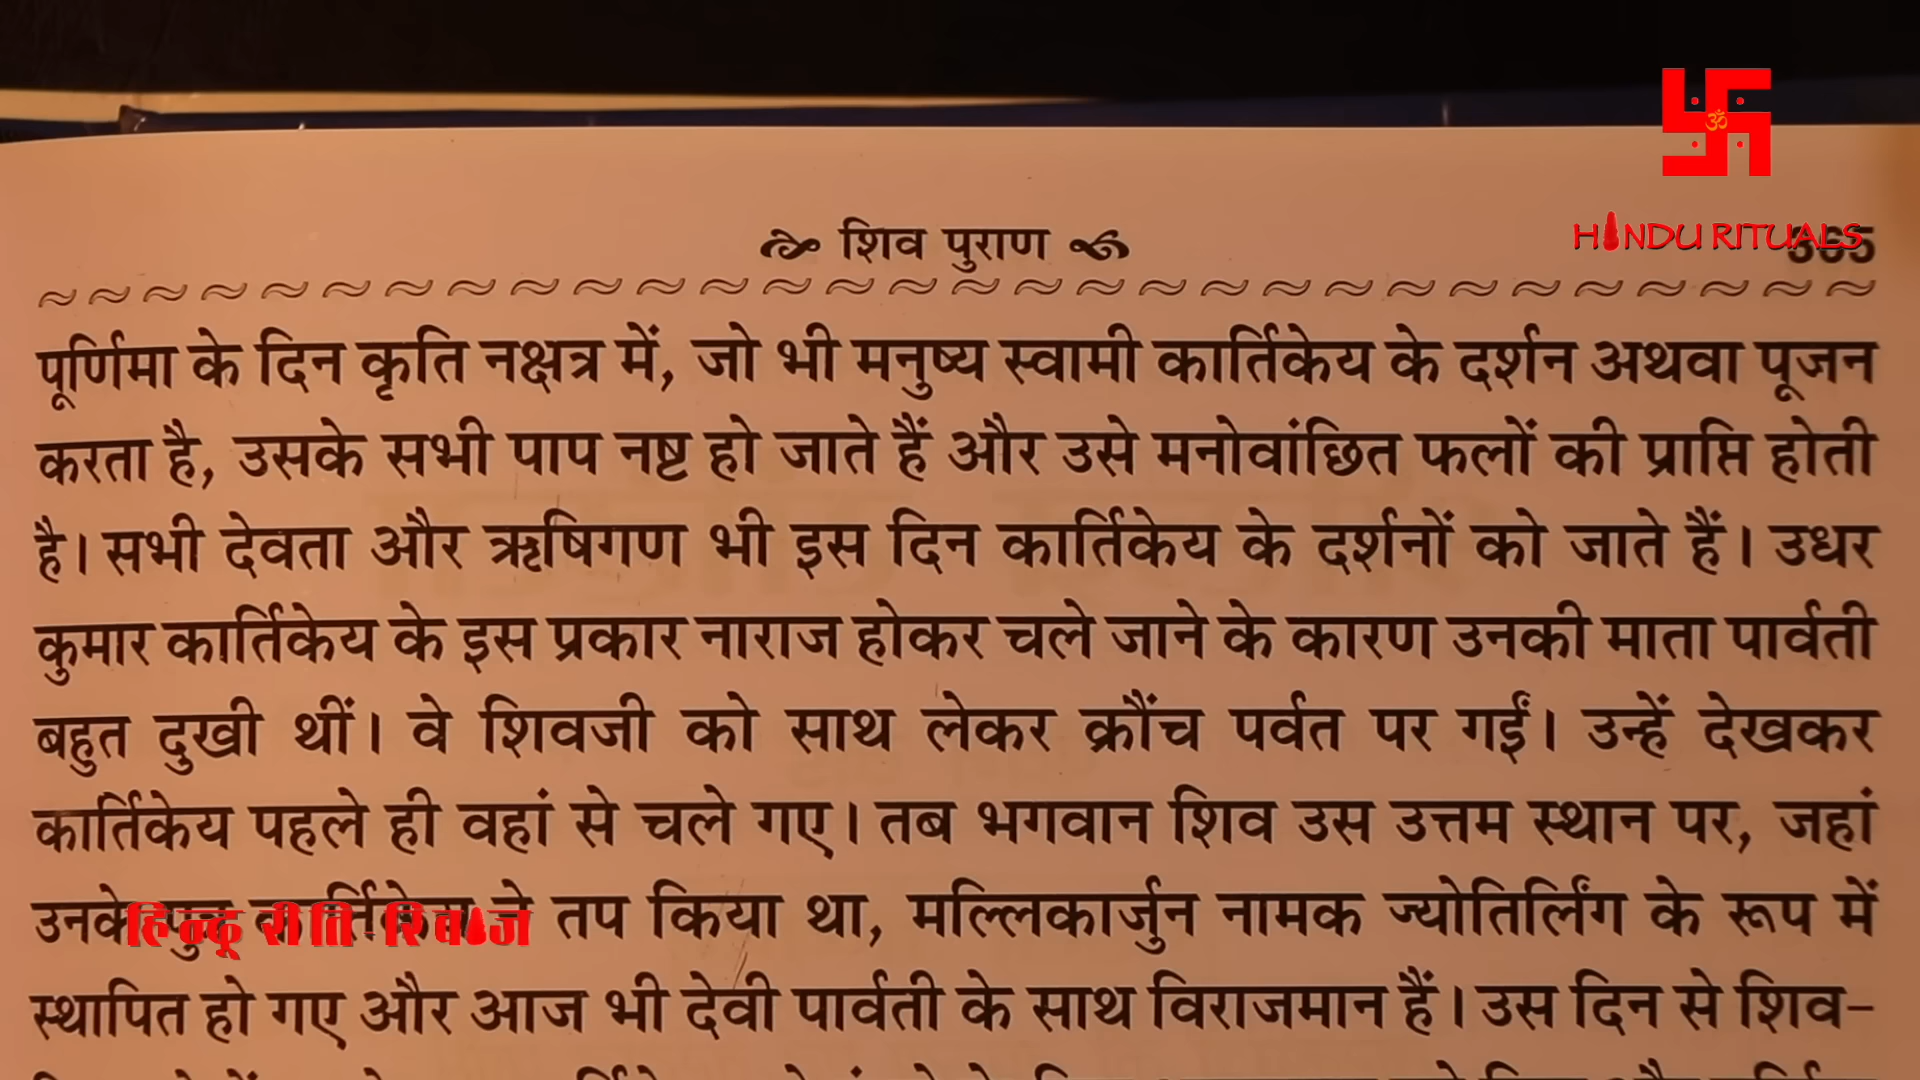 ॐ
HINDU RITUALS
शिव पुराण
365
पूर्णिमा के दिन कृति नक्षत्र में, जो भी मनुष्य स्वामी कार्तिकेय के दर्शन अथवा पूजन
करता है, उसके सभी पाप नष्ट हो जाते हैं और उसे मनोवांछित फलों की प्राप्ति होती
है। सभी देवता और ऋषिगण भी इस दिन कार्तिकेय के दर्शनों को जाते हैं। उधर
कुमार कार्तिकेय के इस प्रकार नाराज होकर चले जाने के कारण उनकी माता पार्वती
बहुत दुखी थीं। वे शिवजी को साथ लेकर क्रौंच पर्वत पर गईं। उन्हें देखकर
कार्तिकेय पहले ही वहां से चले गए। तब भगवान शिव उस उत्तम स्थान पर, जहां
उनके पुत्र कार्तिकेय ने तप किया था, मल्लिकार्जुन नामक ज्योतिर्लिंग के रूप में
हिन्दू रीति-रिवाज
स्थापित हो गए और आज भी देवी पार्वती के साथ विराजमान हैं। उस दिन से शिव-